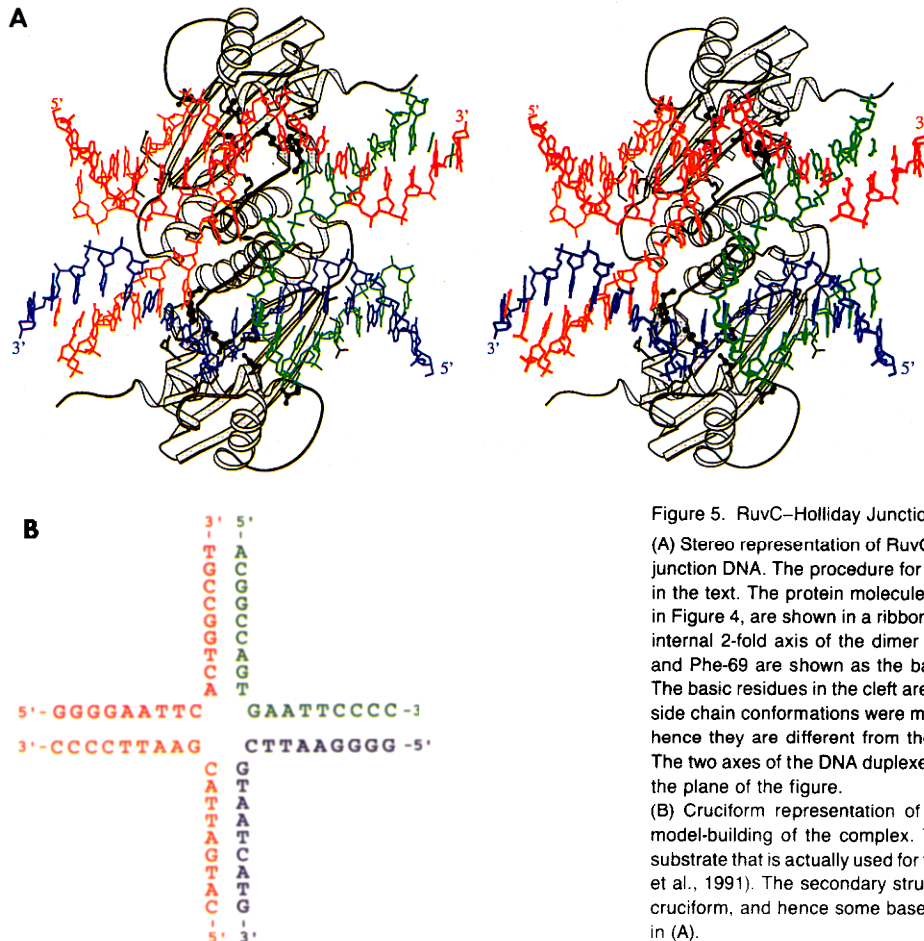 A
5'
3'
3'
5'
5'
3'
3'
5'
B
3' 5'
T A
G C
C G
C G
G C
G C
T A
C G
A T
5'-GGGGAATTC GAATTCCCC-3
3'-CCCCTTAAG CTTAAGGGG-5'
C G
A T
T A
T A
A T
G C
T A
A T
C G
5' 3'
Figure 5. RuvC–Holliday Junctio
(A) Stereo representation of Ruv
junction DNA. The procedure for
in the text. The protein molecule
in Figure 4, are shown in a ribbon
internal 2-fold axis of the dimer
and Phe-69 are shown as the ba
The basic residues in the cleft are
side chain conformations were m
hence they are different from the
The two axes of the DNA duplexe
the plane of the figure.
(B) Cruciform representation of
model-building of the complex. T
substrate that is actually used for
et al., 1991). The secondary stru
cruciform, and hence some base
in (A).